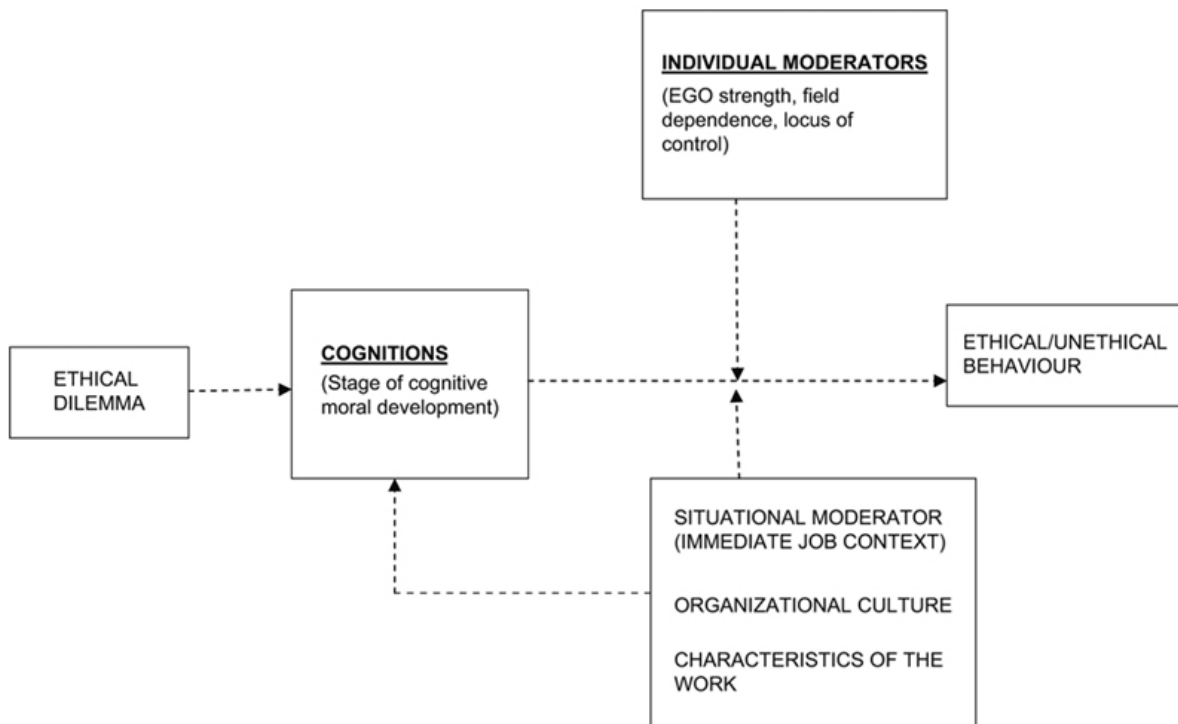 INDIVIDUAL MODERATORS
(EGO strength, field
dependence, locus of
control)
COGNITIONS
(Stage of cognitive
moral development)
ETHICAL
DILEMMA
ETHICAL/UNETHICAL
BEHAVIOUR
SITUATIONAL MODERATOR
(IMMEDIATE JOB CONTEXT)
ORGANIZATIONAL CULTURE
CHARACTERISTICS OF THE
WORK